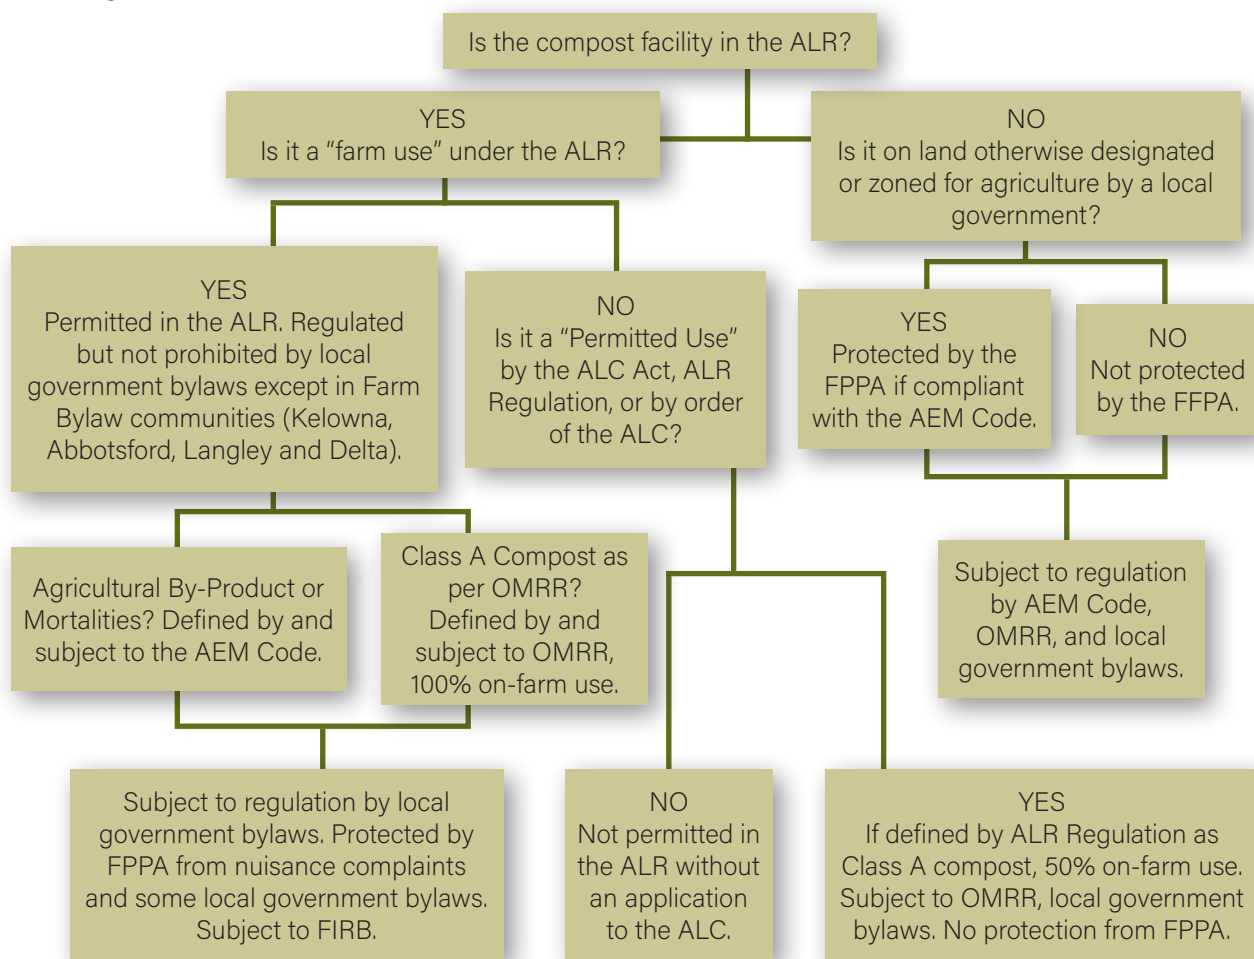 Is the compost facility in the ALR?
YES
Is it a “farm use” under the ALR?
NO
Is it on land otherwise designated
or zoned for agriculture by a local
government?
YES
Permitted in the ALR. Regulated
but not prohibited by local
government bylaws except in Farm
Bylaw communities (Kelowna,
Abbotsford, Langley and Delta).
NO
Is it a “Permitted Use”
by the ALC Act, ALR
Regulation, or by order
of the ALC?
YES
Protected by the
FPPA if compliant
with the AEM Code.
NO
Not protected
by the FFPA.
Agricultural By-Product or
Mortalities? Defined by and
subject to the AEM Code.
Class A Compost as
per OMRR?
Defined by and
subject to OMRR,
100% on-farm use.
Subject to regulation
by AEM Code,
OMRR, and local
government bylaws.
Subject to regulation by local
government bylaws. Protected by
FPPA from nuisance complaints
and some local government bylaws.
Subject to FIRB.
NO
Not permitted in
the ALR without
an application
to the ALC.
YES
If defined by ALR Regulation as
Class A compost, 50% on-farm use.
Subject to OMRR, local government
bylaws. No protection from FPPA.